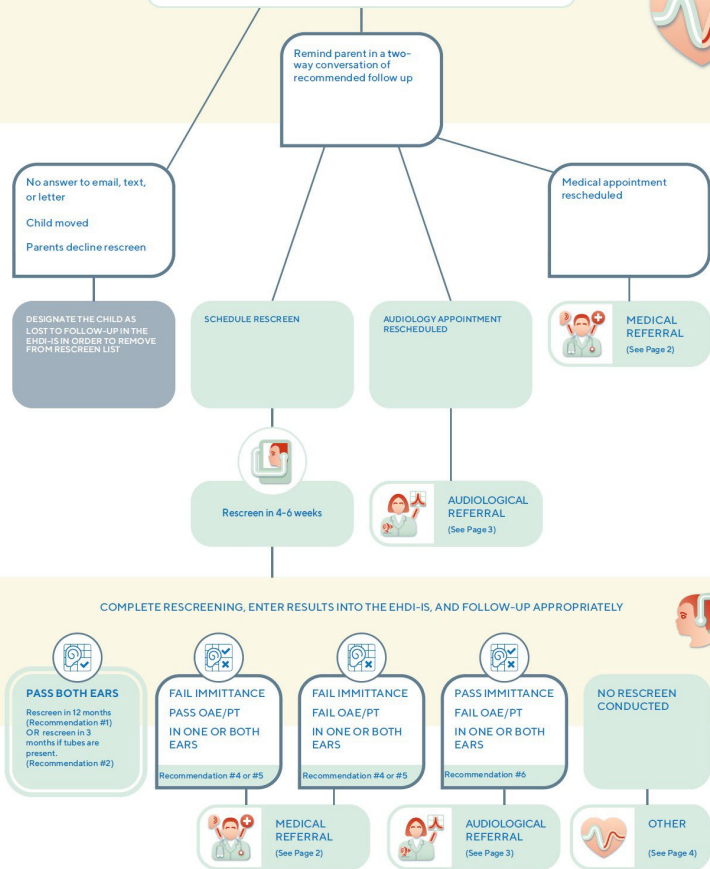 Remind parent in a two-
way conversation of
recommended follow up
No answer to email, text,
or letter
Child moved
Parents decline rescreen
Medical appointment
rescheduled
DESIGNATE THE CHILD AS
LOST TO FOLLOW-UP IN THE
EHDI-IS IN ORDER TO REMOVE
FROM RESCREEN LIST
SCHEDULE RESCREEN
AUDIOLOGY APPOINTMENT
RESCHEDULED
MEDICAL
REFERRAL
(See Page 2)
Rescreen in 4-6 weeks
AUDIOLOGICAL
REFERRAL
(See Page 3)
COMPLETE RESCREENING, ENTER RESULTS INTO THE EHDI-IS, AND FOLLOW-UP APPROPRIATELY
PASS BOTH EARS
Rescreen in 12 months
(Recommendation #1)
OR rescreen in 3
months if tubes are
present.
(Recommendation #2)
FAIL IMMITTANCE
PASS OAE/PT
IN ONE OR BOTH
EARS
Recommendation #4 or #5
FAIL IMMITTANCE
FAIL OAE/PT
IN ONE OR BOTH
EARS
Recommendation #4 or #5
PASS IMMITTANCE
FAIL OAE/PT
IN ONE OR BOTH
EARS
Recommendation #6
NO RESCREEN
CONDUCTED
MEDICAL
REFERRAL
(See Page 2)
AUDIOLOGICAL
REFERRAL
(See Page 3)
OTHER
(See Page 4)